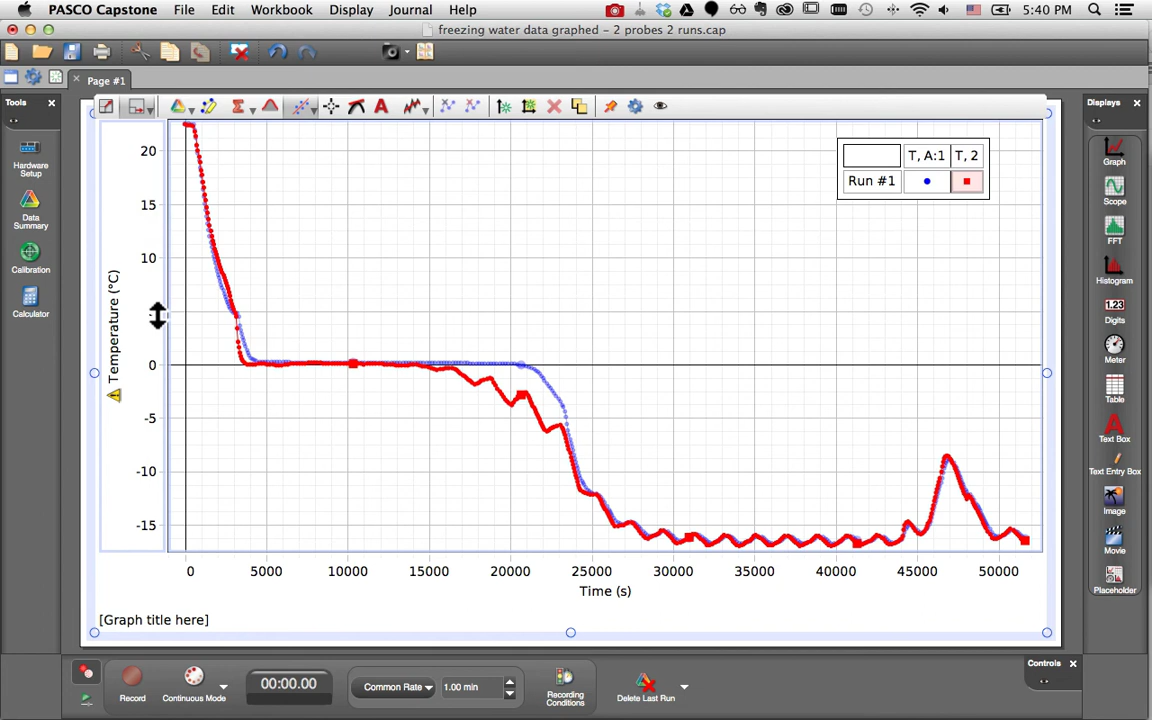 PASCO Capstone File Edit Workbook Display Journal Help 5:40 PM
freezing water data graphed – 2 probes 2 runs.cap
Page #1
Tools
Displays
Hardware
Setup
Data
Summary
Calibration
Calculator
Temperature (°C)
20
15
10
0
-5
-10
-15
T, A:1 T, 2
Run #1
0 5000 10000 15000 20000 25000 30000 35000 40000 45000 50000
Time (s)
[Graph title here]
Graph
Scope
FFT
Histogram
1.23
Digits
Meter
Table
Text Box
Text Entry Box
Image
Movie
Placeholder
Record
Continuous Mode
00:00.00
Common Rate
1.00 min
Recording
Conditions
Delete Last Run
Controls